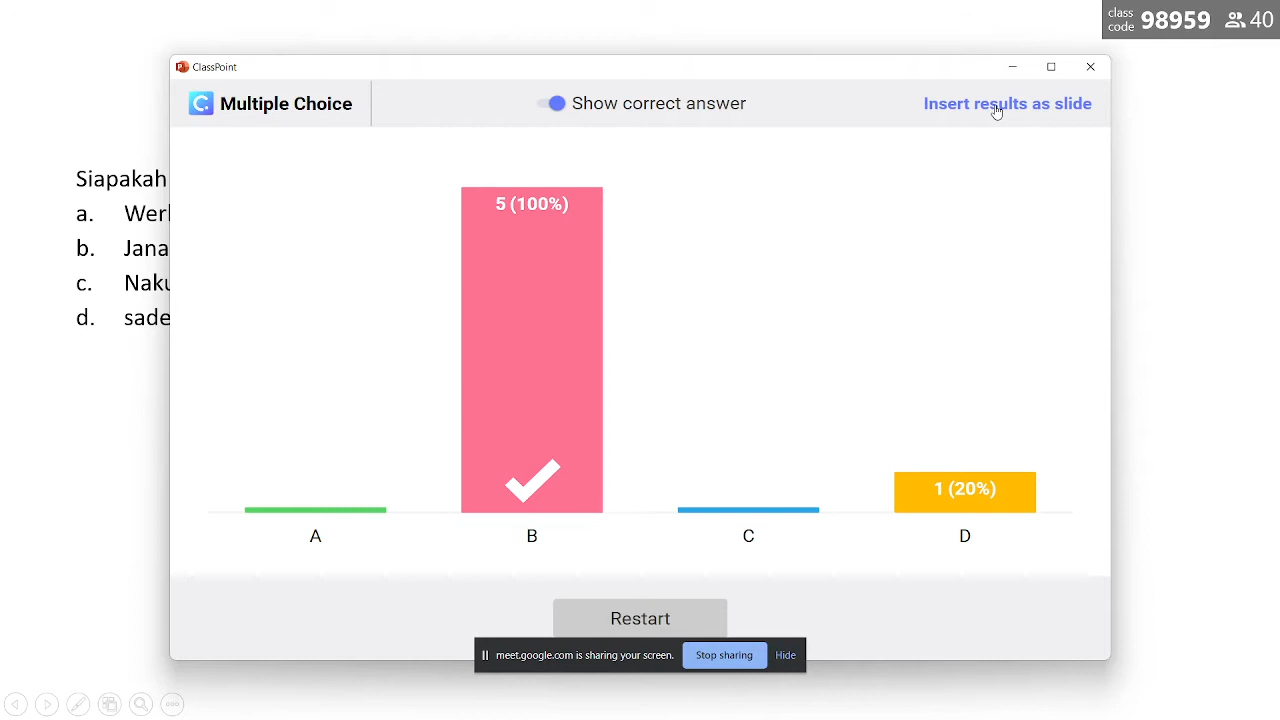 class code 98959 40
ClassPoint
C. Multiple Choice
Show correct answer
Insert results as slide
Siapakah
a. Werk
b. Jana
c. Naku
d. sade
5 (100%)
1 (20%)
A B C D
Restart
meet.google.com is sharing your screen. Stop sharing Hide